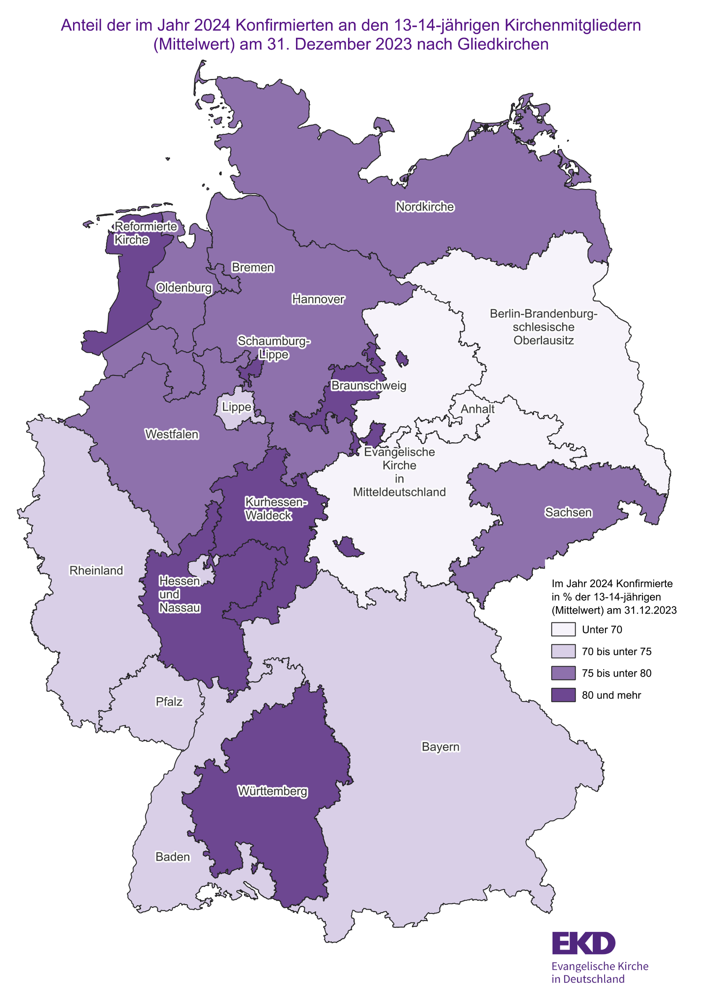 Anteil der im Jahr 2024 Konfirmierten an den 13-14-jährigen Kirchenmitgliedern
(Mittelwert) am 31. Dezember 2023 nach Gliedkirchen
Nordkirche
Reformierte
Kirche
Bremen
Oldenburg
Hannover
Berlin-Brandenburg-
schlesische
Oberlausitz
Schaumburg-
Lippe
Braunschweig
Lippe
Anhalt
Westfalen
Evangelische
Kirche
in
Mitteldeutschland
Kurhessen-
Waldeck
Sachsen
Rheinland
Hessen
und
Nassau
Im Jahr 2024 Konfirmierte
in % der 13-14-jährigen
(Mittelwert) am 31.12.2023
Unter 70
70 bis unter 75
75 bis unter 80
80 und mehr
Pfalz
Bayern
Württemberg
Baden
EKD
Evangelische Kirche
in Deutschland